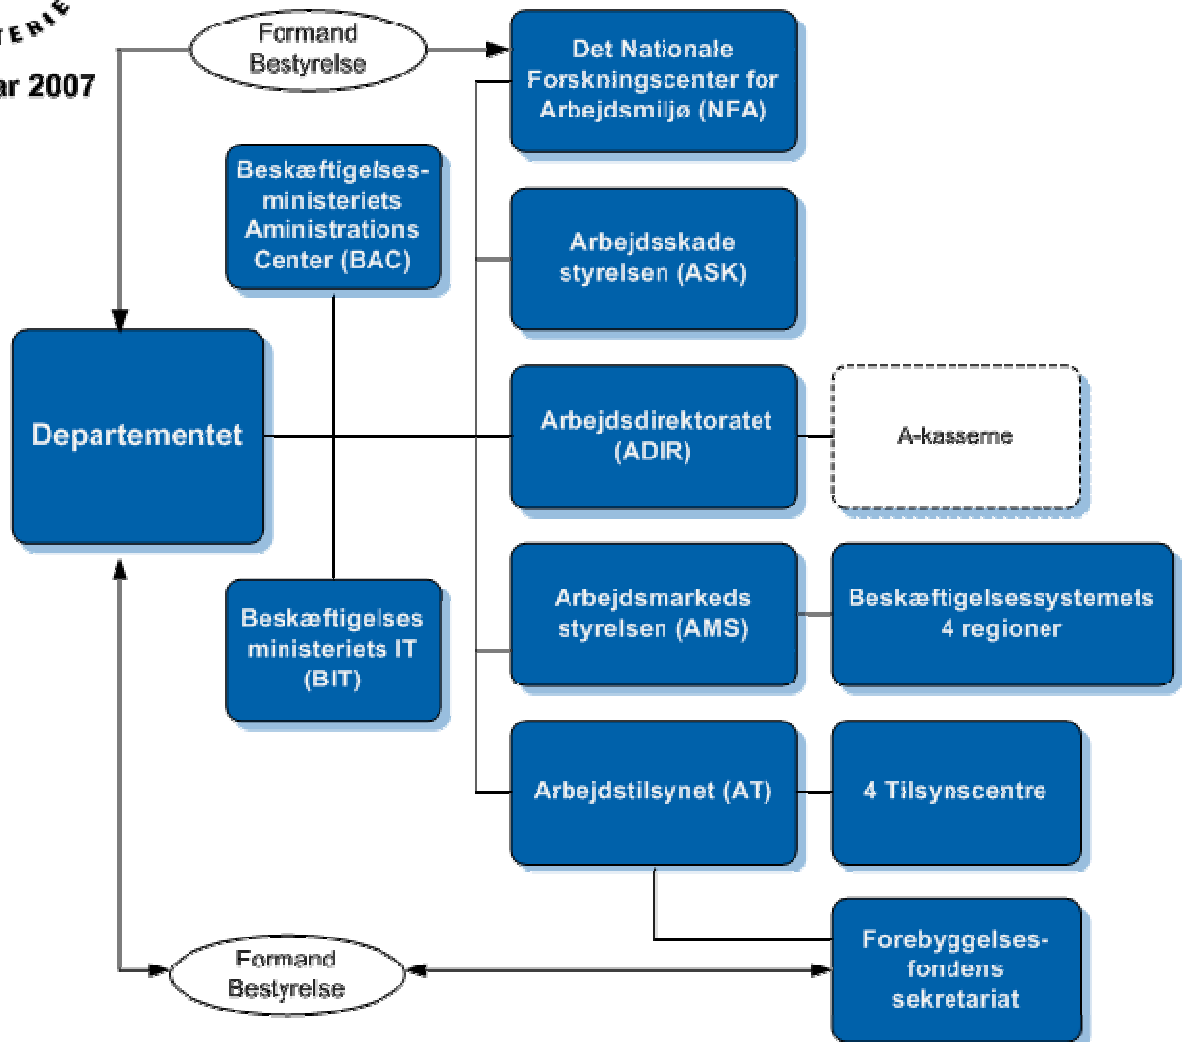 TERIE
ar 2007
Formand
Bestyrelse
Det Nationale
Forskningscenter for
Arbejdsmiljø (NFA)
Beskæftigelses-
ministeriets
Aministrations
Center (BAC)
Arbejdsskade
styrelsen (ASK)
Departementet
Arbejdsdirektoratet
(ADIR)
A-kasserne
Beskæftigelses
ministeriets IT
(BIT)
Arbejdsmarkeds
styrelsen (AMS)
Beskæftigelsessystemets
4 regioner
Arbejdstilsynet (AT)
4 Tilsynscentre
Formand
Bestyrelse
Forebyggelses-
fondens
sekretariat